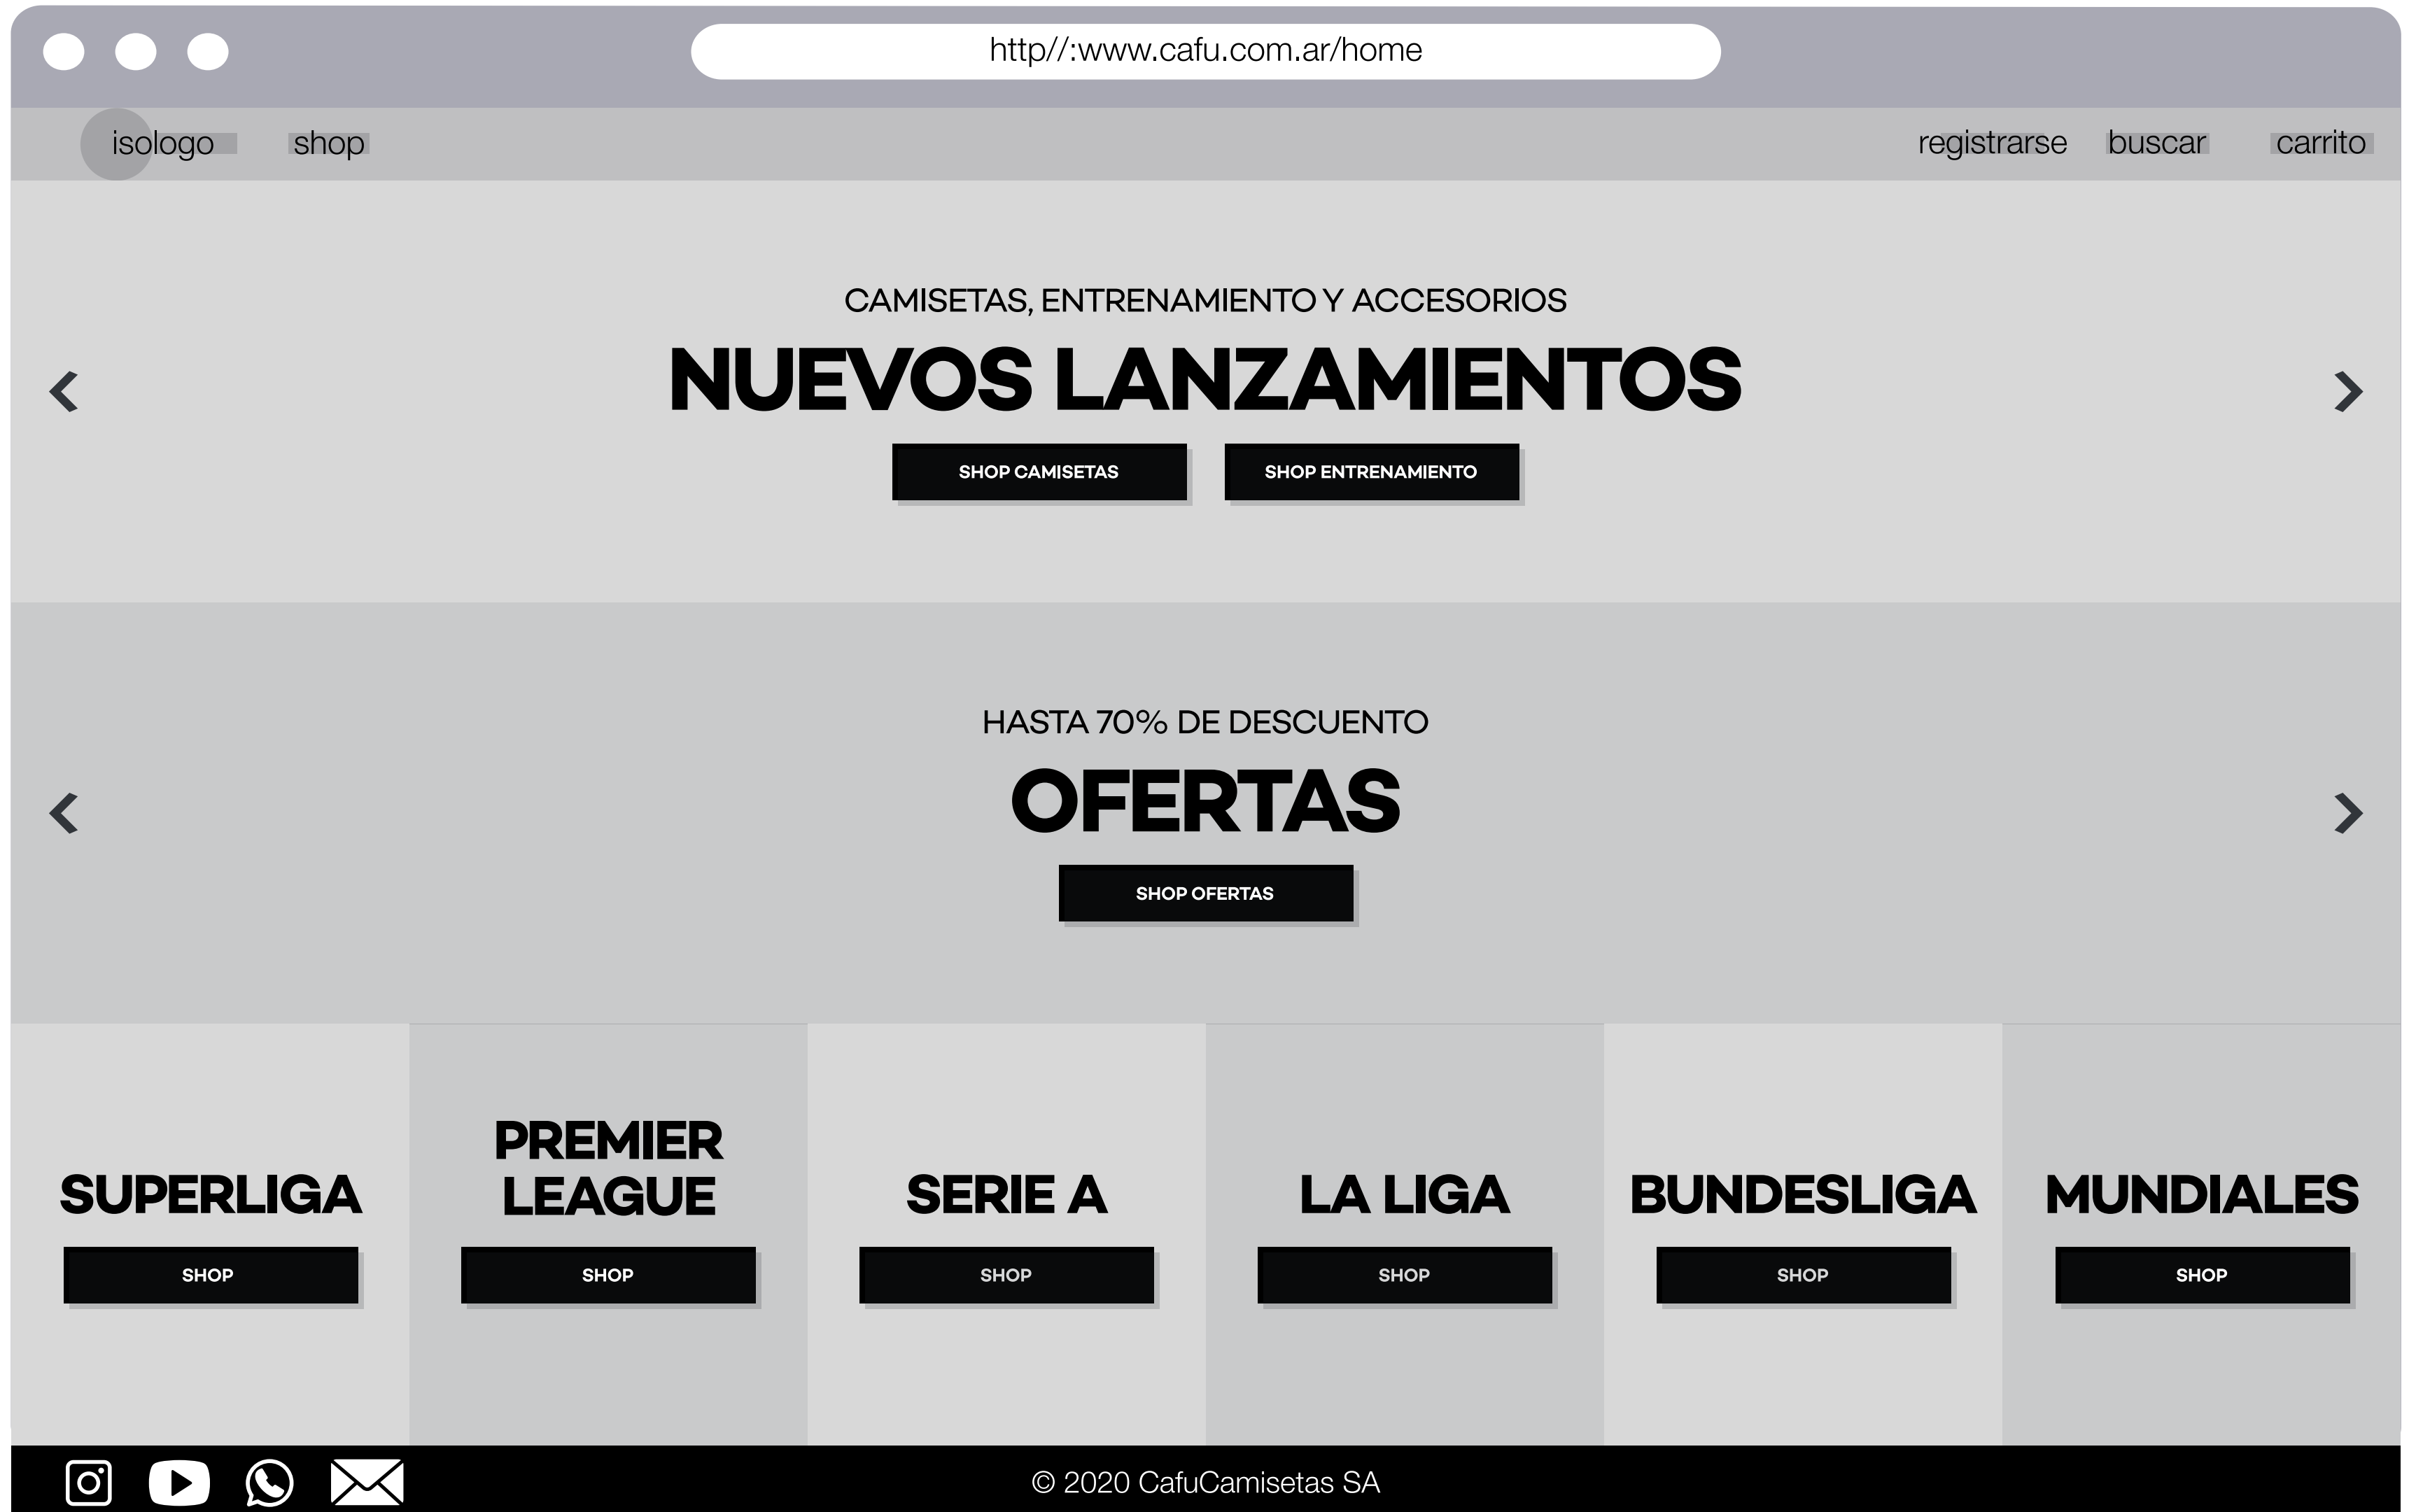 http//:www.cafu.com.ar/home
isologo shop registrarse buscar carrito
CAMISETAS, ENTRENAMIENTO Y ACCESORIOS
NUEVOS LANZAMIENTOS
SHOP CAMISETAS SHOP ENTRENAMIENTO
HASTA 70% DE DESCUENTO
OFERTAS
SHOP OFERTAS
SUPERLIGA
SHOP
PREMIER
LEAGUE
SHOP
SERIE A
SHOP
LA LIGA
SHOP
BUNDESLIGA
SHOP
MUNDIALES
SHOP
© 2020 CafuCamisetas SA